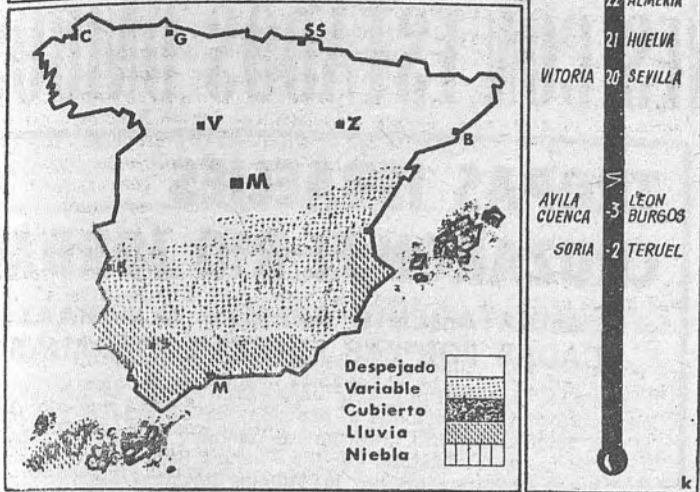 C
G
SS
V
Z
B
M
S
M
Despejado
Variable
Cubierto
Lluvia
Niebla
22 ALMERIA
21 HUELVA
VITORIA 20 SEVILLA
AVILA 3 LEON
CUENCA BURGOS
SORIA -2 TERUEL
k